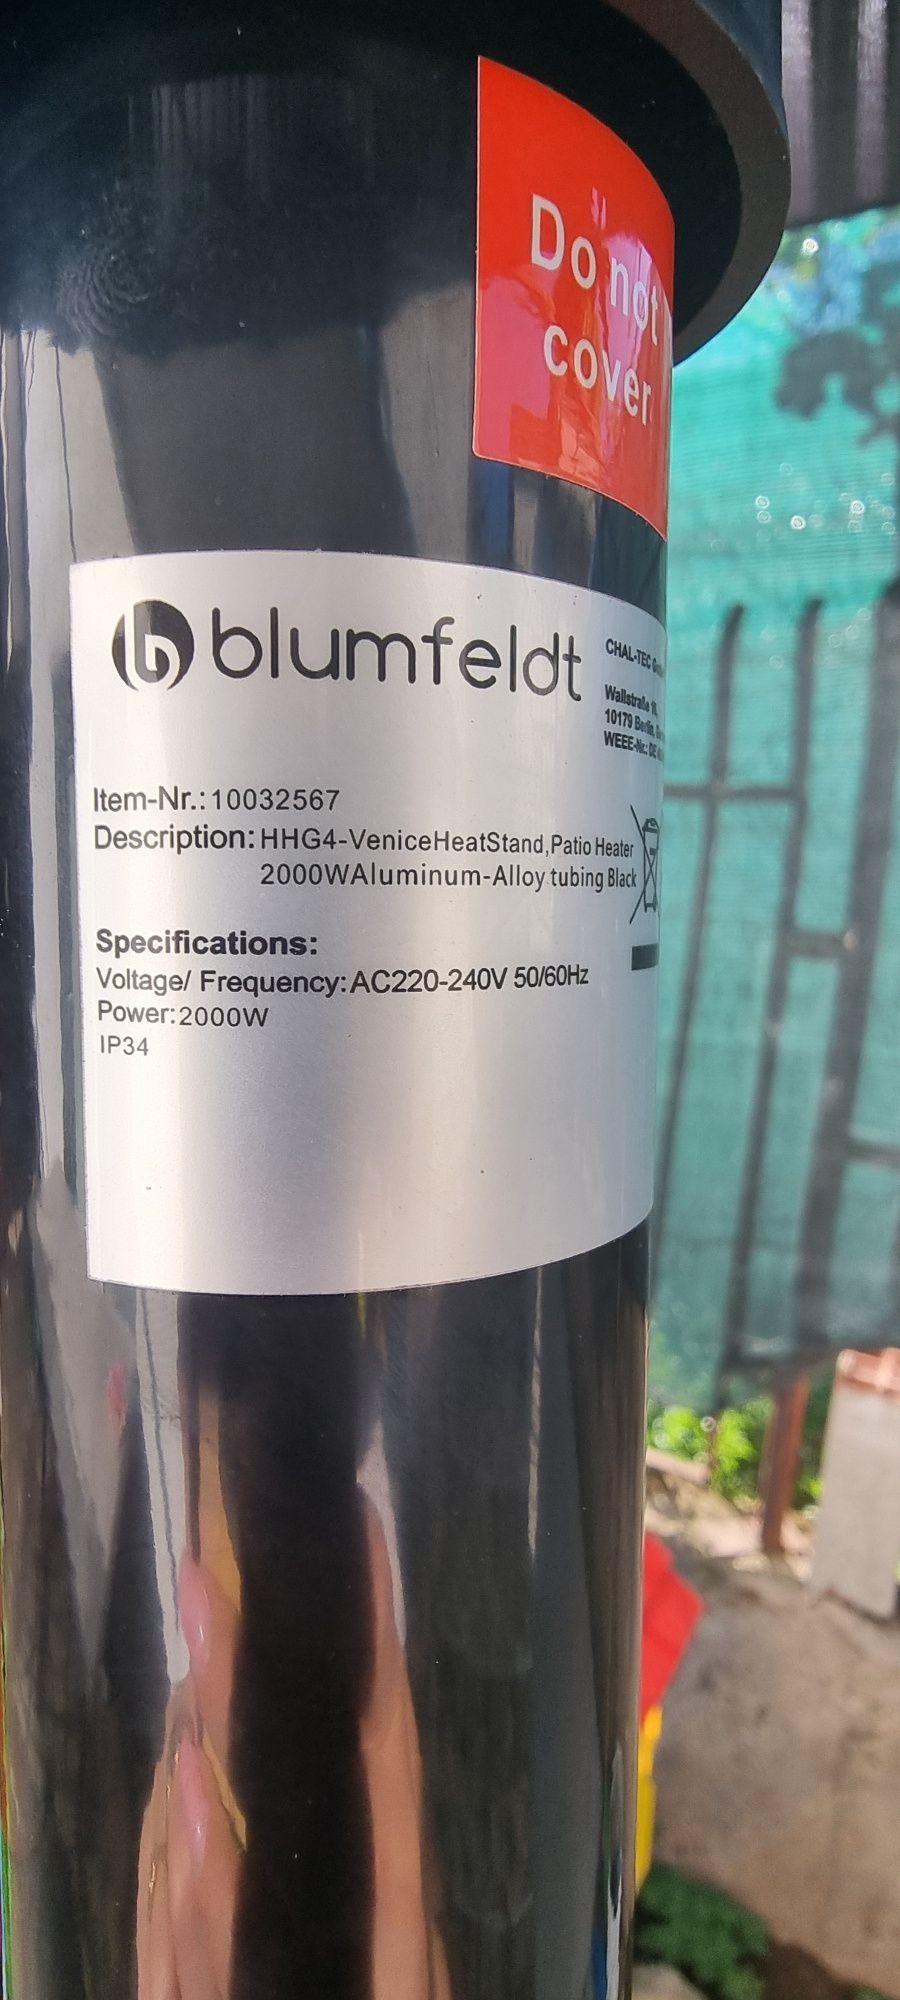 Do not
cover
blumfeldt
CHAL-TEC
Wallstraße
10179 Berlin,
WEEE-Nr.: DE
Item-Nr.:10032567
Description:HHG4-VeniceHeatStand,Patio Heater
2000WAluminum-Alloy tubing Black
Specifications:
Voltage/ Frequency:AC220-240V 50/60Hz
Power:2000W
IP34